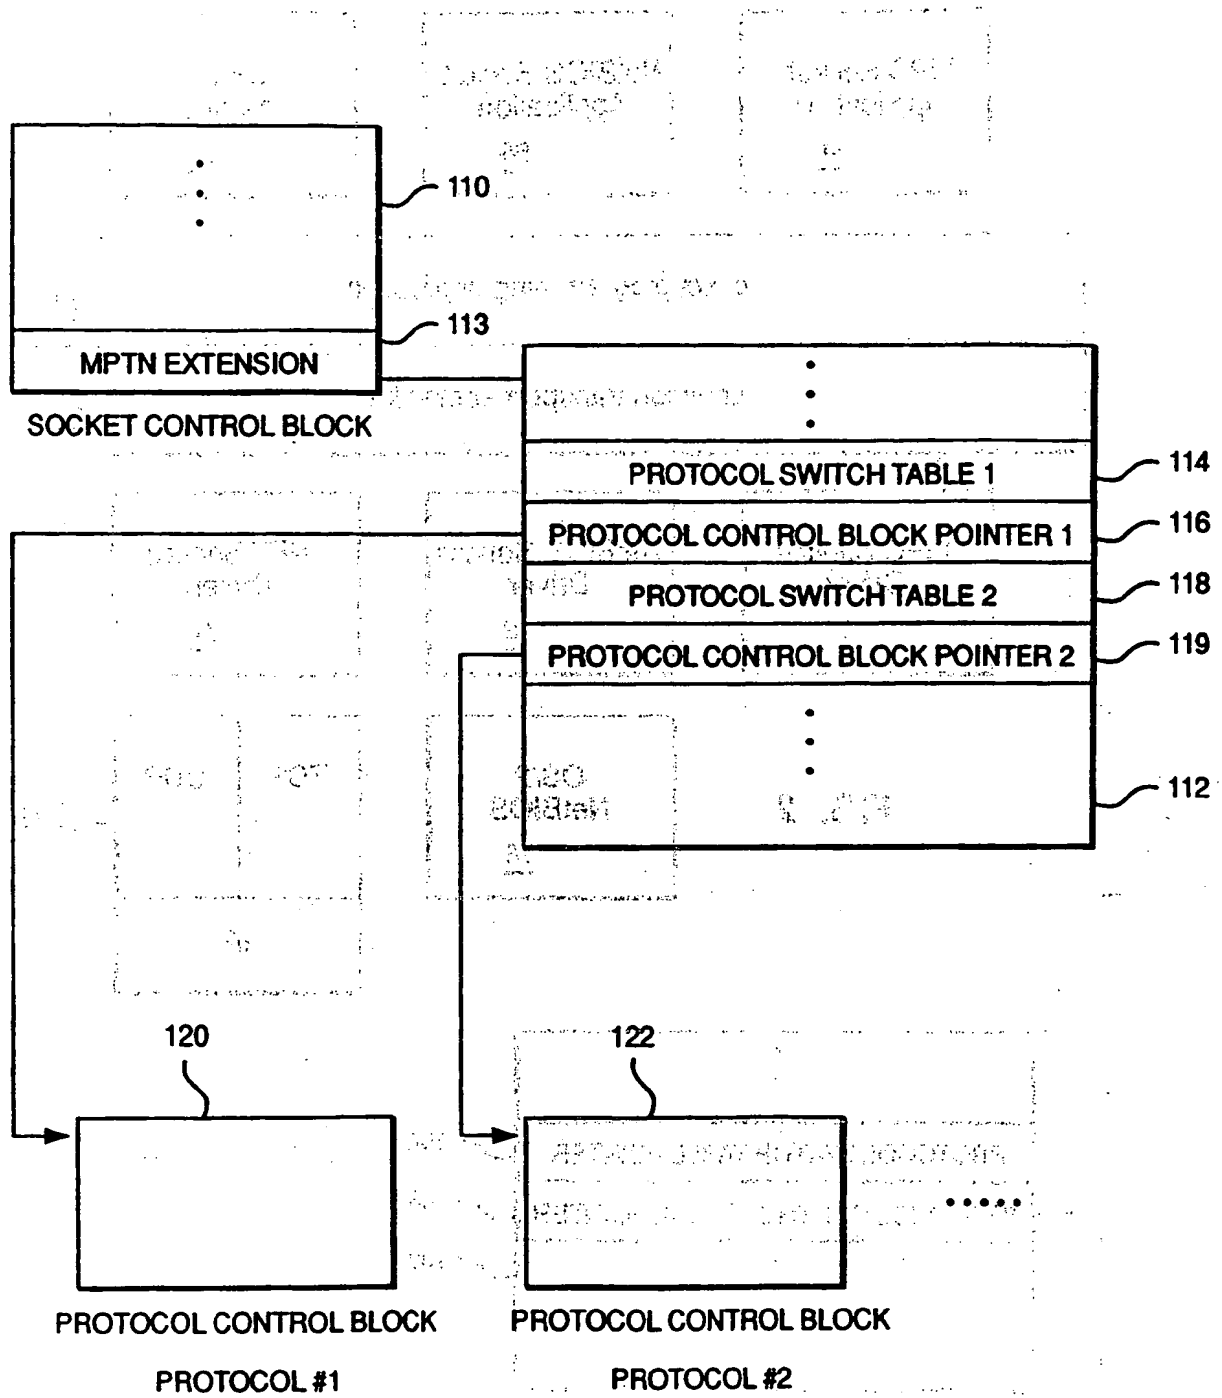 110
113
MPTN EXTENSION
SOCKET CONTROL BLOCK
PROTOCOL SWITCH TABLE 1
114
PROTOCOL CONTROL BLOCK POINTER 1
116
PROTOCOL SWITCH TABLE 2
118
PROTOCOL CONTROL BLOCK POINTER 2
119
112
120
122
PROTOCOL CONTROL BLOCK
PROTOCOL #1
PROTOCOL CONTROL BLOCK
PROTOCOL #2